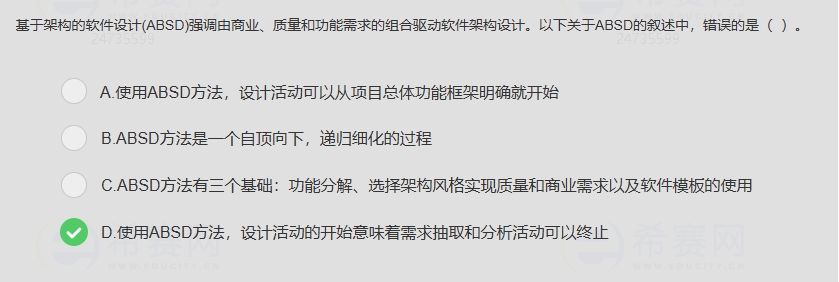 基于架构的软件设计(ABSD)强调由商业、质量和功能需求的组合驱动软件架构设计。以下关于ABSD的叙述中，错误的是（ ）。
A.使用ABSD方法，设计活动可以从项目总体功能框架明确就开始
B.ABSD方法是一个自顶向下，递归细化的过程
C.ABSD方法有三个基础：功能分解、选择架构风格实现质量和商业需求以及软件模板的使用
D.使用ABSD方法，设计活动的开始意味着需求抽取和分析活动可以终止
希赛网